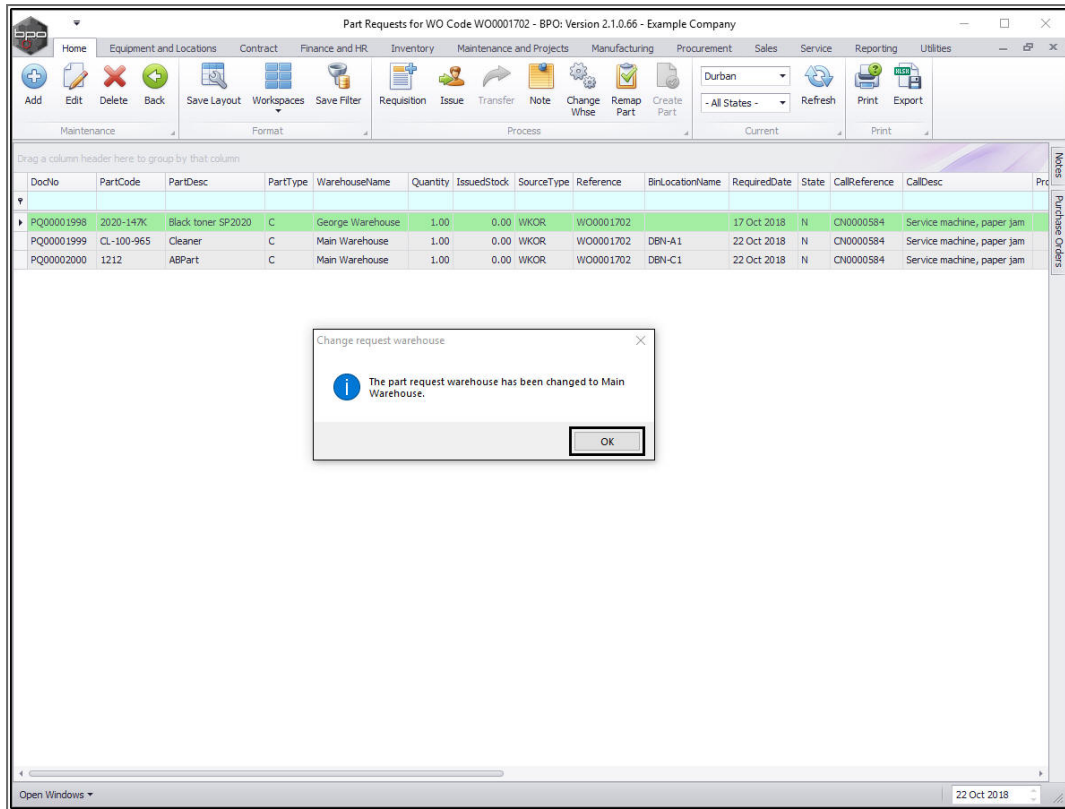 bpo
Part Requests for WO Code WO0001702 - BPO: Version 2.1.0.66 - Example Company
Home Equipment and Locations Contract Finance and HR Inventory Maintenance and Projects Manufacturing Procurement Sales Service Reporting Utilities
Add Edit Delete Back Save Layout Workspaces Save Filter Requisition Issue Transfer Note Change Whse Remap Part Create Part Durban - All States - Refresh Print Export
Maintenance Format Process Current Print
Drag a column header here to group by that column
DocNo PartCode PartDesc PartType WarehouseName Quantity IssuedStock SourceType Reference BinLocationName RequiredDate State CallReference CallDesc Pro
PQ00001998 2020-147K Black toner SP2020 C George Warehouse 1.00 0.00 WKOR WO0001702 17 Oct 2018 N CN0000584 Service machine, paper jam
PQ00001999 CL-100-965 Cleaner C Main Warehouse 1.00 0.00 WKOR WO0001702 DBN-A1 22 Oct 2018 N CN0000584 Service machine, paper jam
PQ00002000 1212 ABPart C Main Warehouse 1.00 0.00 WKOR WO0001702 DBN-C1 22 Oct 2018 N CN0000584 Service machine, paper jam
Notes
Purchase Orders
Change request warehouse
The part request warehouse has been changed to Main
Warehouse.
OK
Open Windows
22 Oct 2018